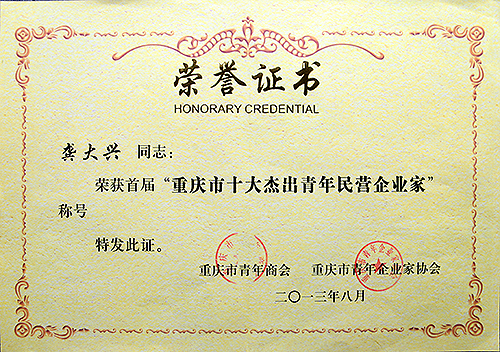 荣誉证书
HONORARY CREDENTIAL
龚大兴 同志：
荣获首届“重庆市十大杰出青年民营企业家”
称号
特发此证。
重庆市青年商会 重庆市青年企业家协会
二〇一三年八月